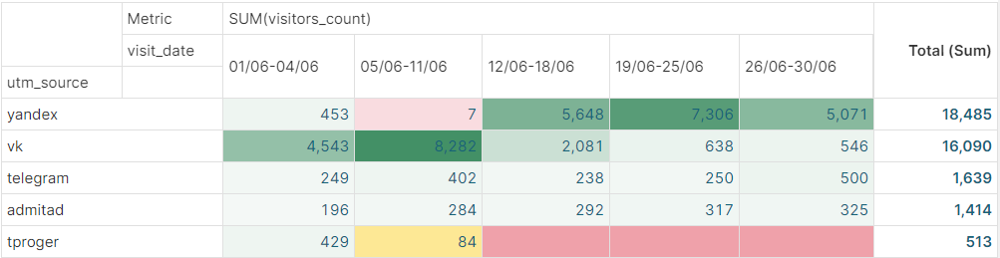 Metric SUM(visitors_count)
visit_date 01/06-04/06 05/06-11/06 12/06-18/06 19/06-25/06 26/06-30/06 Total (Sum)
utm_source
yandex 453 7 5,648 7,306 5,071 18,485
vk 4,543 8,282 2,081 638 546 16,090
telegram 249 402 238 250 500 1,639
admitad 196 284 292 317 325 1,414
tproger 429 84 513